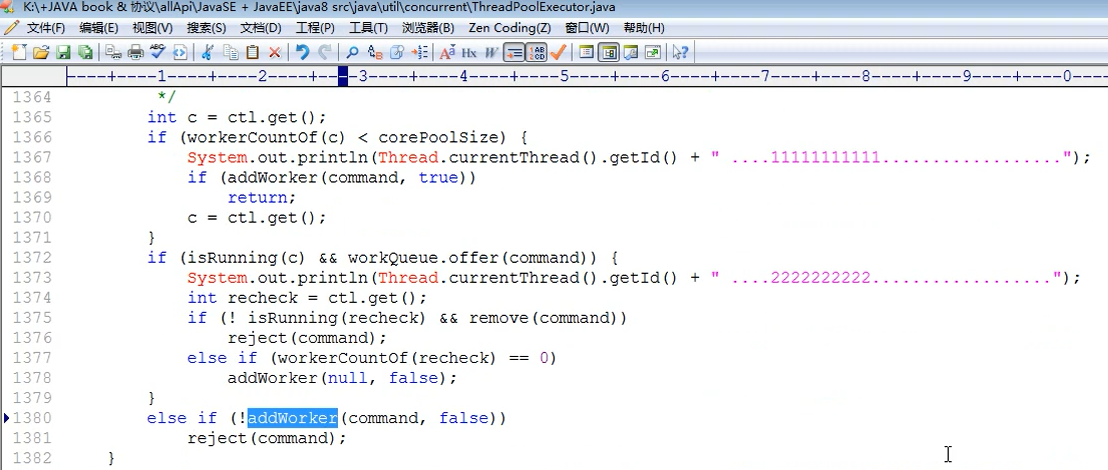 K:\+JAVA book & 协议\allApi\JavaSE + JavaEE\java8 src\java\util\concurrent\ThreadPoolExecutor.java
文件(F) 编辑(E) 视图(V) 搜索(S) 文档(D) 工程(P) 工具(T) 浏览器(B) Zen Coding(Z) 窗口(W) 帮助(H)
----+----1----+----2----+----3----+----4----+----5----+----6----+----7----+----8----+----9----+----0----
1364 */
1365 int c = ctl.get();
1366 if (workerCountOf(c) < corePoolSize) {
1367 System.out.println(Thread.currentThread().getId() + " ....11111111111..................");
1368 if (addWorker(command, true))
1369 return;
1370 c = ctl.get();
1371 }
1372 if (isRunning(c) && workQueue.offer(command)) {
1373 System.out.println(Thread.currentThread().getId() + " ....2222222222..................");
1374 int recheck = ctl.get();
1375 if (! isRunning(recheck) && remove(command))
1376 reject(command);
1377 else if (workerCountOf(recheck) == 0)
1378 addWorker(null, false);
1379 }
1380 else if (!addWorker(command, false))
1381 reject(command);
1382 }